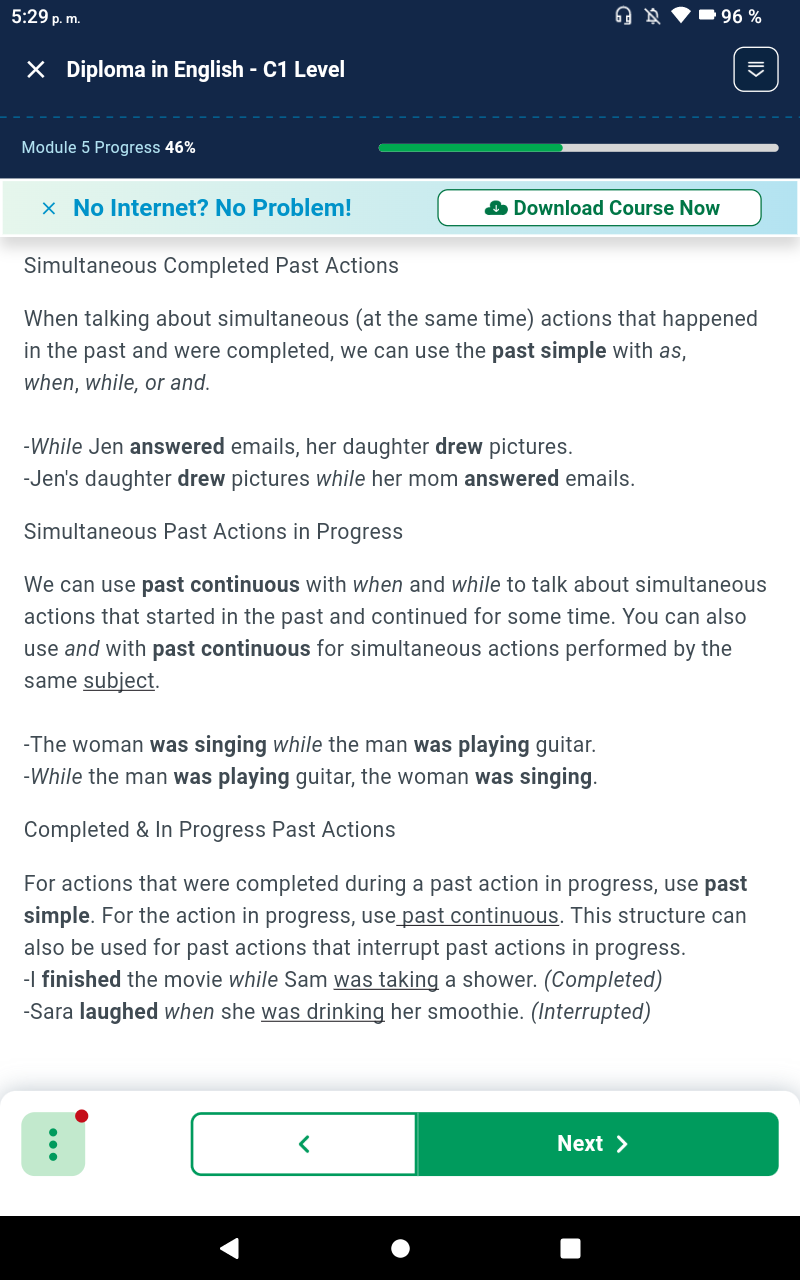 5:29 p. m.
96 %
Diploma in English - C1 Level
Module 5 Progress 46%
No Internet? No Problem!
Download Course Now
Simultaneous Completed Past Actions
When talking about simultaneous (at the same time) actions that happened
in the past and were completed, we can use the past simple with as,
when, while, or and.
-While Jen answered emails, her daughter drew pictures.
-Jen's daughter drew pictures while her mom answered emails.
Simultaneous Past Actions in Progress
We can use past continuous with when and while to talk about simultaneous
actions that started in the past and continued for some time. You can also
use and with past continuous for simultaneous actions performed by the
same subject.
-The woman was singing while the man was playing guitar.
-While the man was playing guitar, the woman was singing.
Completed & In Progress Past Actions
For actions that were completed during a past action in progress, use past
simple. For the action in progress, use past continuous. This structure can
also be used for past actions that interrupt past actions in progress.
-I finished the movie while Sam was taking a shower. (Completed)
-Sara laughed when she was drinking her smoothie. (Interrupted)
Next